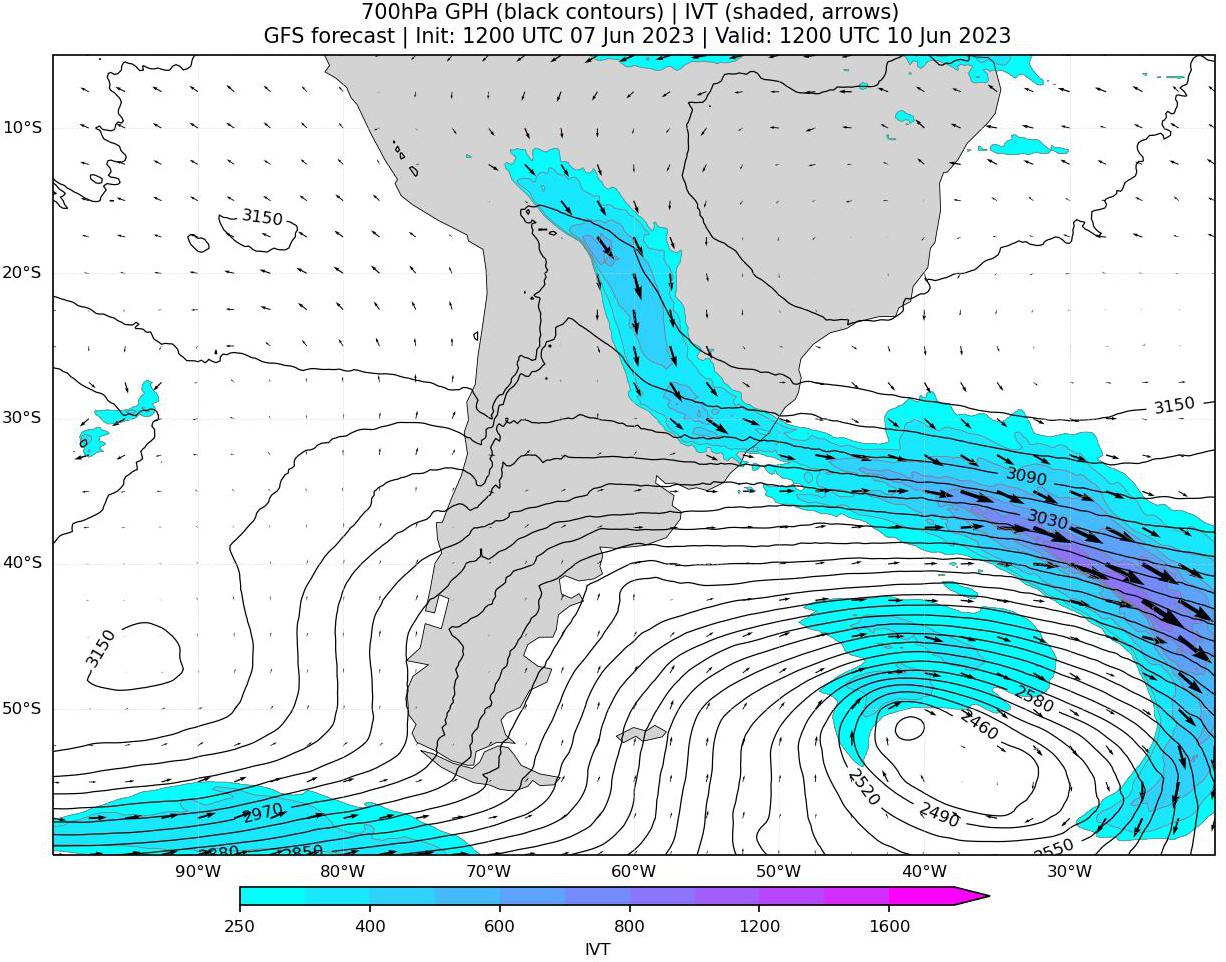 700hPa GPH (black contours) | IVT (shaded, arrows)
GFS forecast | Init: 1200 UTC 07 Jun 2023 | Valid: 1200 UTC 10 Jun 2023
10°S
3150
20°S
30°S
3150
3090
3030
40°S
3150
50°S
2580
2460
2520
2490
2970
2880
2850
2550
90°W
80°W
70°W
60°W
50°W
40°W
30°W
250
400
600
800
1200
1600
IVT